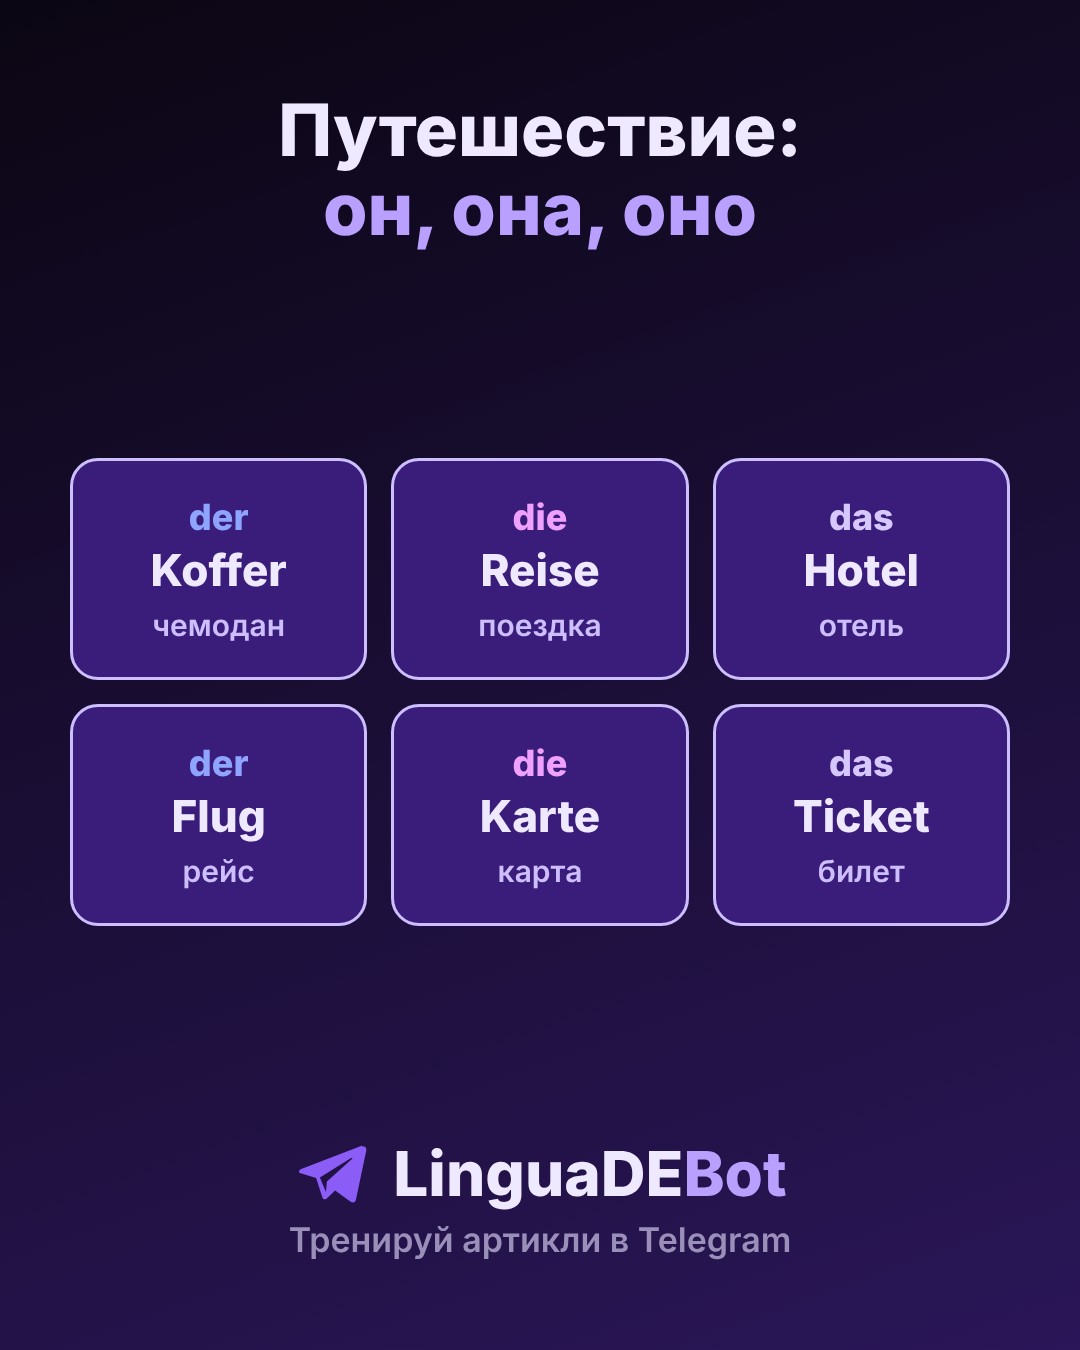 Путешествие:
он, она, оно
der
Koffer
чемодан
die
Reise
поездка
das
Hotel
отель
der
Flug
рейс
die
Karte
карта
das
Ticket
билет
LinguaDEBot
Тренируй артикли в Telegram